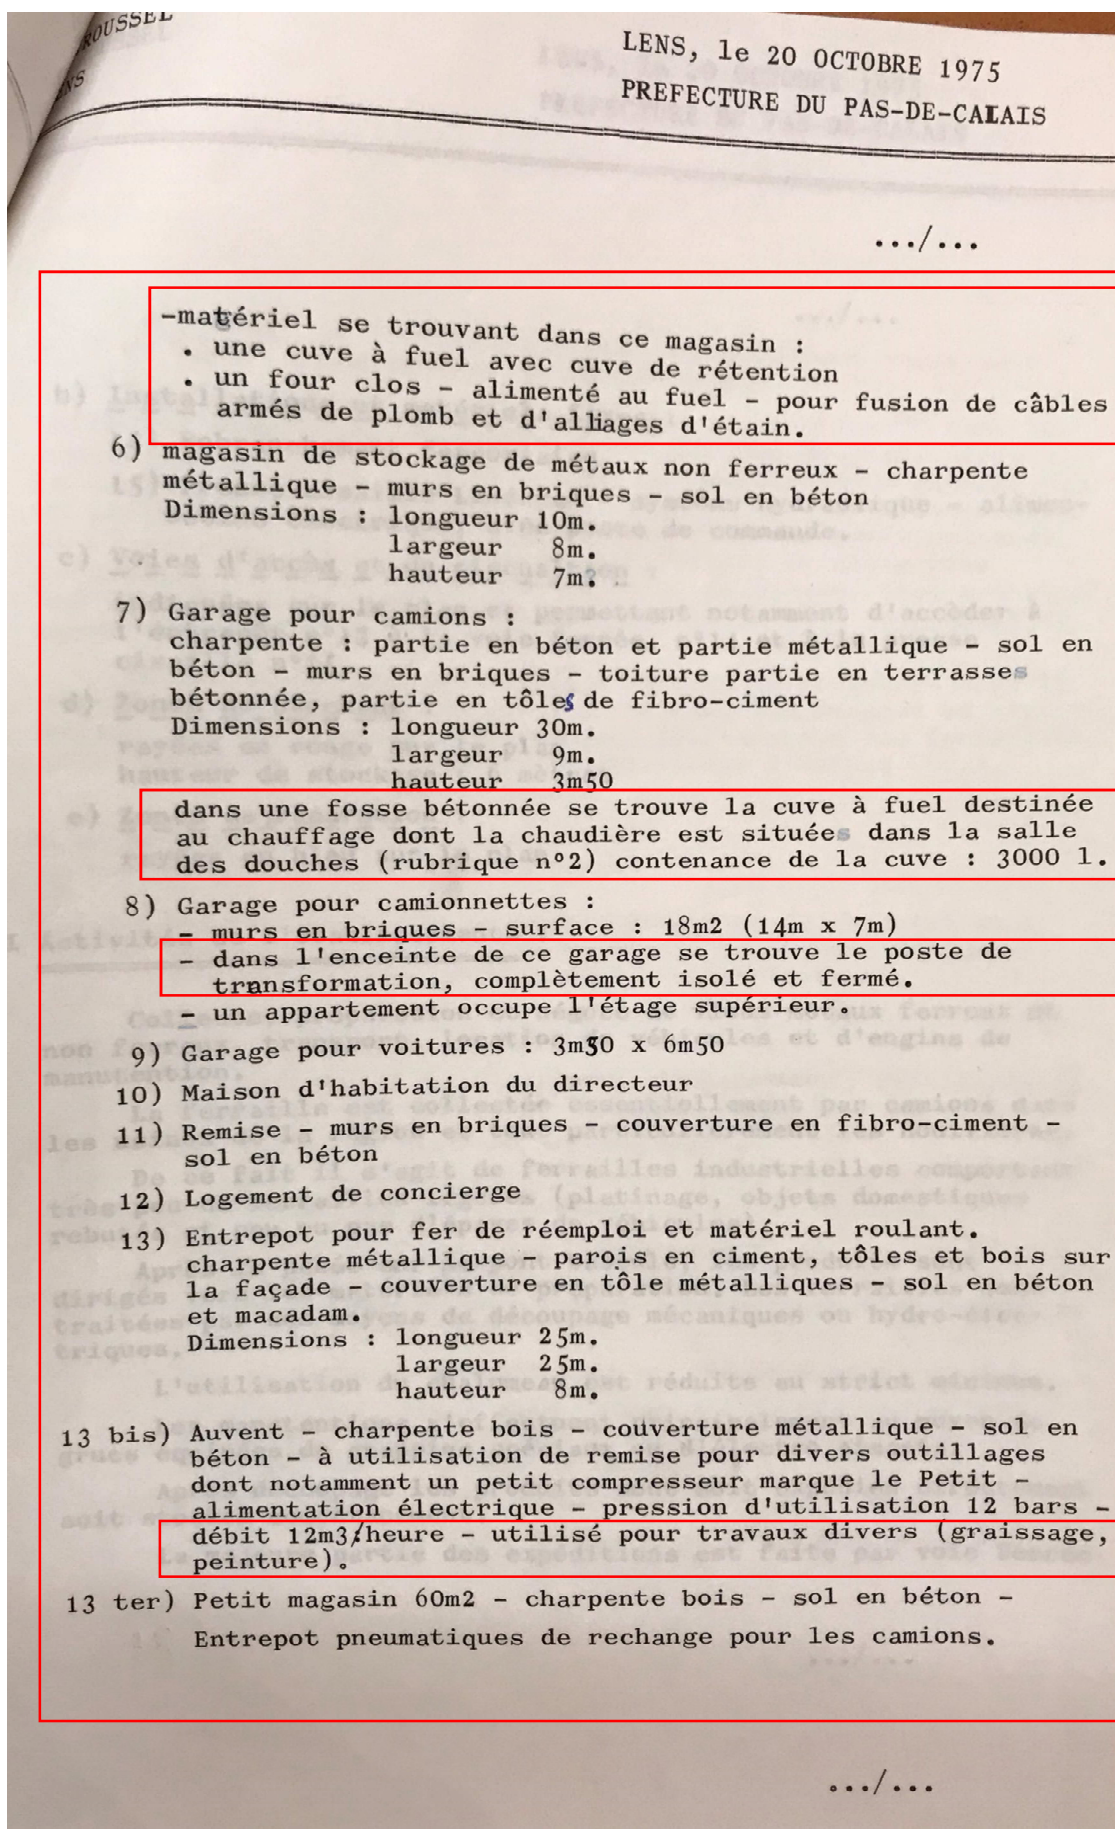 ROUSSEL
LENS, le 20 OCTOBRE 1975
PREFECTURE DU PAS-DE-CALAIS
.../...
-matériel se trouvant dans ce magasin :
. une cuve à fuel avec cuve de rétention
. un four clos - alimenté au fuel - pour fusion de câbles
armés de plomb et d'alliages d'étain.
6) magasin de stockage de métaux non ferreux - charpente
métallique - murs en briques - sol en béton
Dimensions : longueur 10m.
largeur 8m.
hauteur 7m.
7) Garage pour camions :
charpente : partie en béton et partie métallique - sol en
béton - murs en briques - toiture partie en terrasses
bétonnée, partie en tôles de fibro-ciment
Dimensions : longueur 30m.
largeur 9m.
hauteur 3m50
dans une fosse bétonnée se trouve la cuve à fuel destinée
au chauffage dont la chaudière est situées dans la salle
des douches (rubrique n°2) contenance de la cuve : 3000 l.
8) Garage pour camionnettes :
- murs en briques - surface : 18m2 (14m x 7m)
- dans l'enceinte de ce garage se trouve le poste de
transformation, complètement isolé et fermé.
- un appartement occupe l'étage supérieur.
9) Garage pour voitures : 3m50 x 6m50
10) Maison d'habitation du directeur
11) Remise - murs en briques - couverture en fibro-ciment -
sol en béton
12) Logement de concierge
13) Entrepot pour fer de réemploi et matériel roulant.
charpente métallique - parois en ciment, tôles et bois sur
la façade - couverture en tôle métalliques - sol en béton
et macadam.
Dimensions : longueur 25m.
largeur 25m.
hauteur 8m.
13 bis) Auvent - charpente bois - couverture métallique - sol en
béton - à utilisation de remise pour divers outillages
dont notamment un petit compresseur marque le Petit -
alimentation électrique - pression d'utilisation 12 bars -
débit 12m3/heure - utilisé pour travaux divers (graissage,
peinture).
13 ter) Petit magasin 60m2 - charpente bois - sol en béton -
Entrepot pneumatiques de rechange pour les camions.
.../...